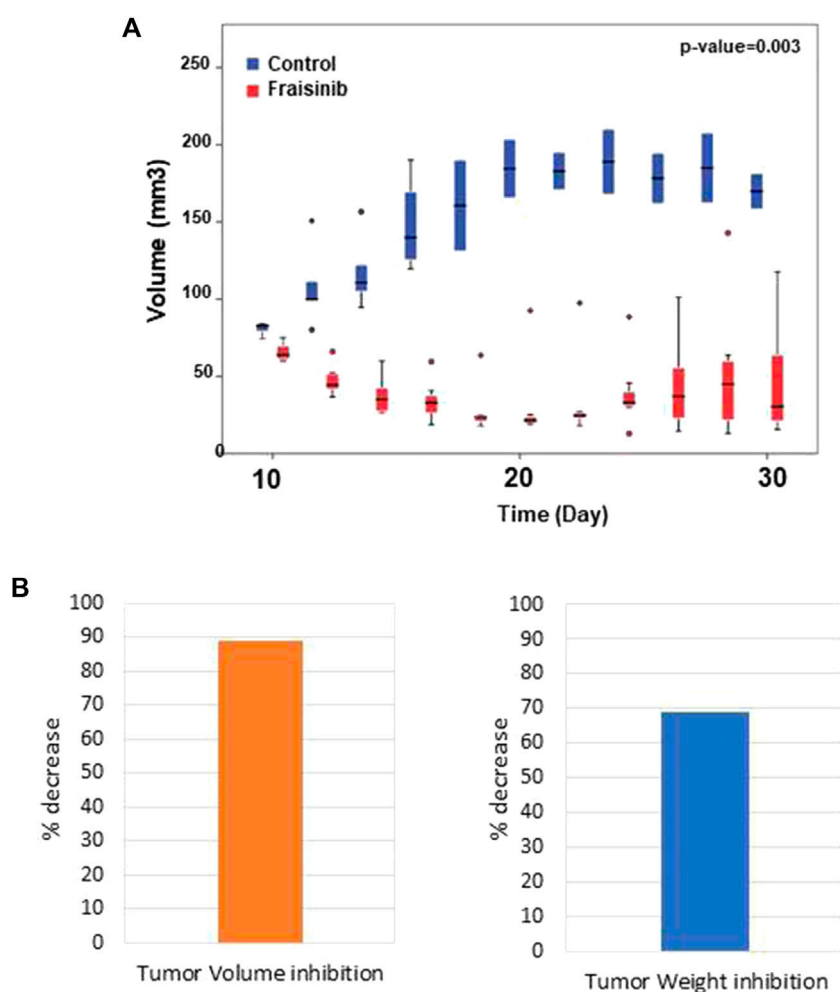 A
p-value=0.003
Control
Fraisinib
250
200
150
100
50
0
Volume (mm3)
10 20 30
Time (Day)
B
100
90
80
70
60
50
40
30
20
10
0
% decrease
Tumor Volume inhibition
100
90
80
70
60
50
40
30
20
10
0
% decrease
Tumor Weight inhibition